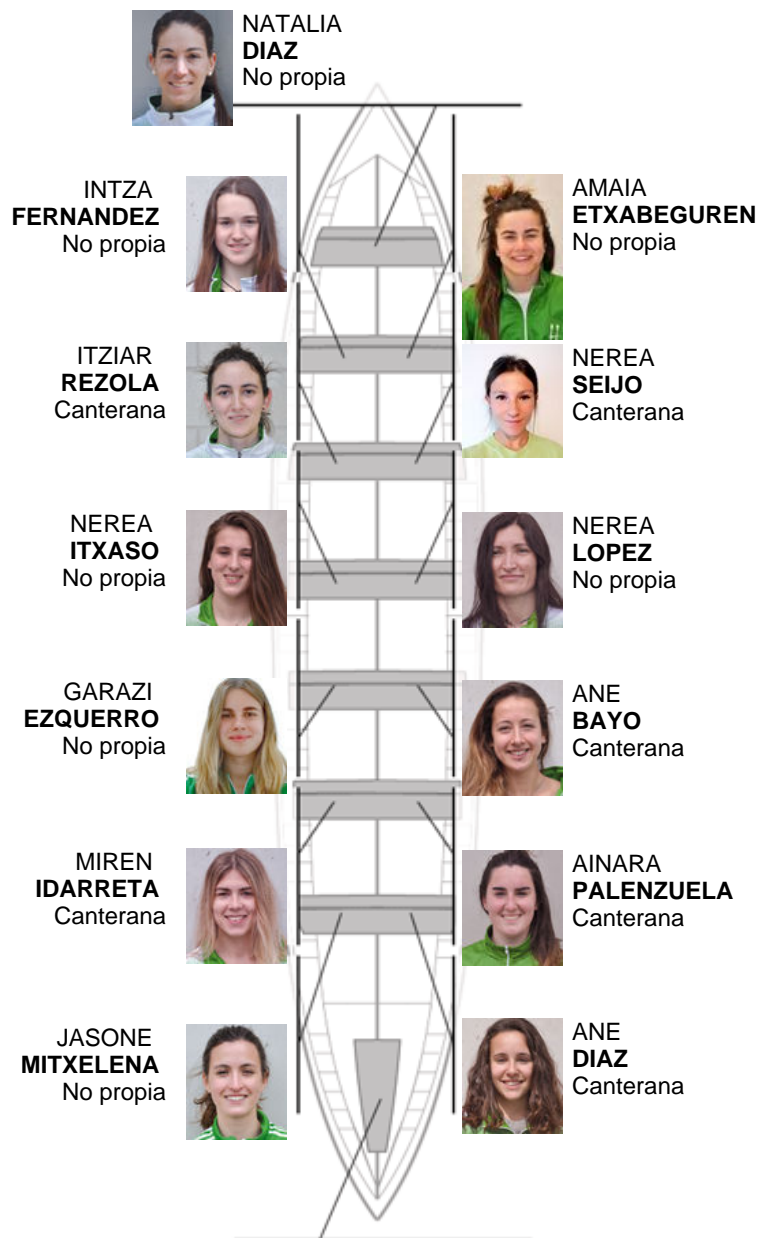 NATALIA
DIAZ
No propia
INTZA
FERNANDEZ
No propia
AMAIA
ETXABEGUREN
No propia
ITZIAR
REZOLA
Canterana
NEREA
SEIJO
Canterana
NEREA
ITXASO
No propia
NEREA
LOPEZ
No propia
GARAZI
EZQUERRO
No propia
ANE
BAYO
Canterana
MIREN
IDARRETA
Canterana
AINARA
PALENZUELA
Canterana
JASONE
MITXELENA
No propia
ANE
DIAZ
Canterana